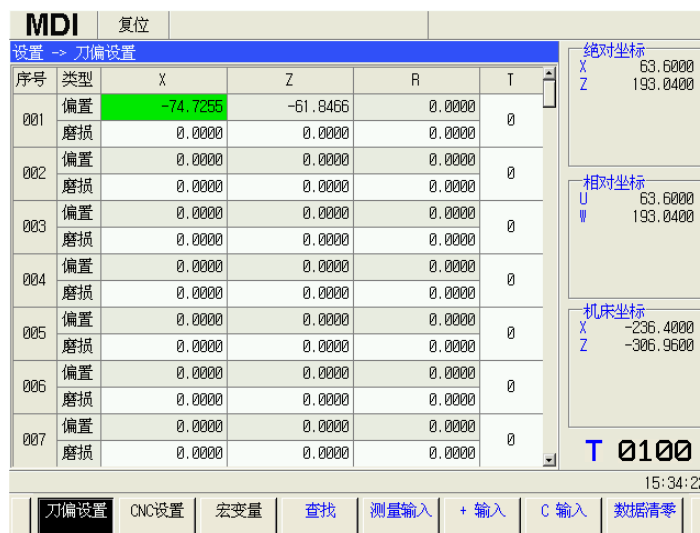 MDI 复位
设置 -> 刀偏设置
序号 类型 X Z R T
001 偏置 -74.7255 -61.8466 0.0000 0
磨损 0.0000 0.0000 0.0000
002 偏置 0.0000 0.0000 0.0000 0
磨损 0.0000 0.0000 0.0000
003 偏置 0.0000 0.0000 0.0000 0
磨损 0.0000 0.0000 0.0000
004 偏置 0.0000 0.0000 0.0000 0
磨损 0.0000 0.0000 0.0000
005 偏置 0.0000 0.0000 0.0000 0
磨损 0.0000 0.0000 0.0000
006 偏置 0.0000 0.0000 0.0000 0
磨损 0.0000 0.0000 0.0000
007 偏置 0.0000 0.0000 0.0000 0
磨损 0.0000 0.0000 0.0000
绝对坐标
X 63.6000
Z 193.0400
相对坐标
U 63.6000
W 193.0400
机床坐标
X -236.4000
Z -306.9600
T 0100
15:34:2
刀偏设置 CNC设置 宏变量 查找 测量输入 + 输入 C 输入 数据清零